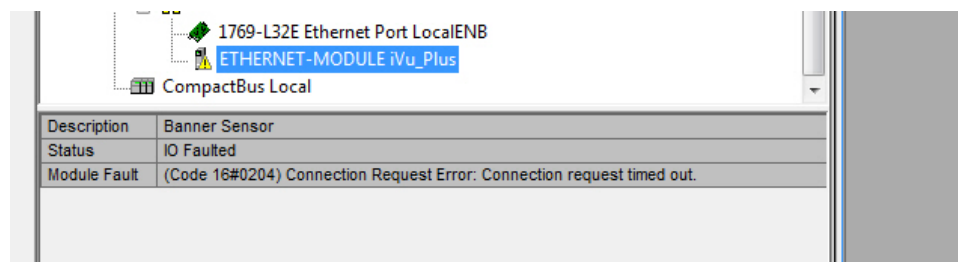 1769-L32E Ethernet Port LocalENB
ETHERNET-MODULE iVu_Plus
CompactBus Local
Description Banner Sensor
Status IO Faulted
Module Fault (Code 16#0204) Connection Request Error: Connection request timed out.